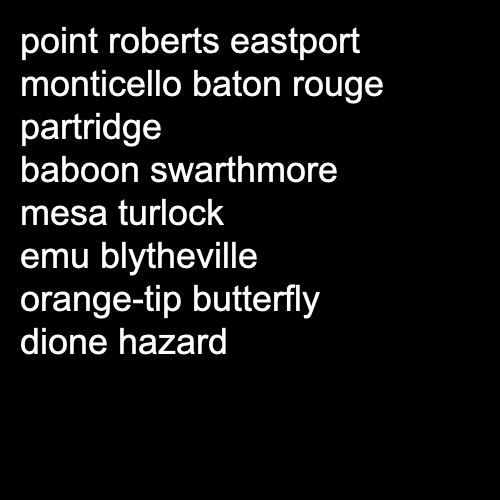 point roberts eastport
monticello baton rouge
partridge
baboon swarthmore
mesa turlock
emu blytheville
orange-tip butterfly
dione hazard